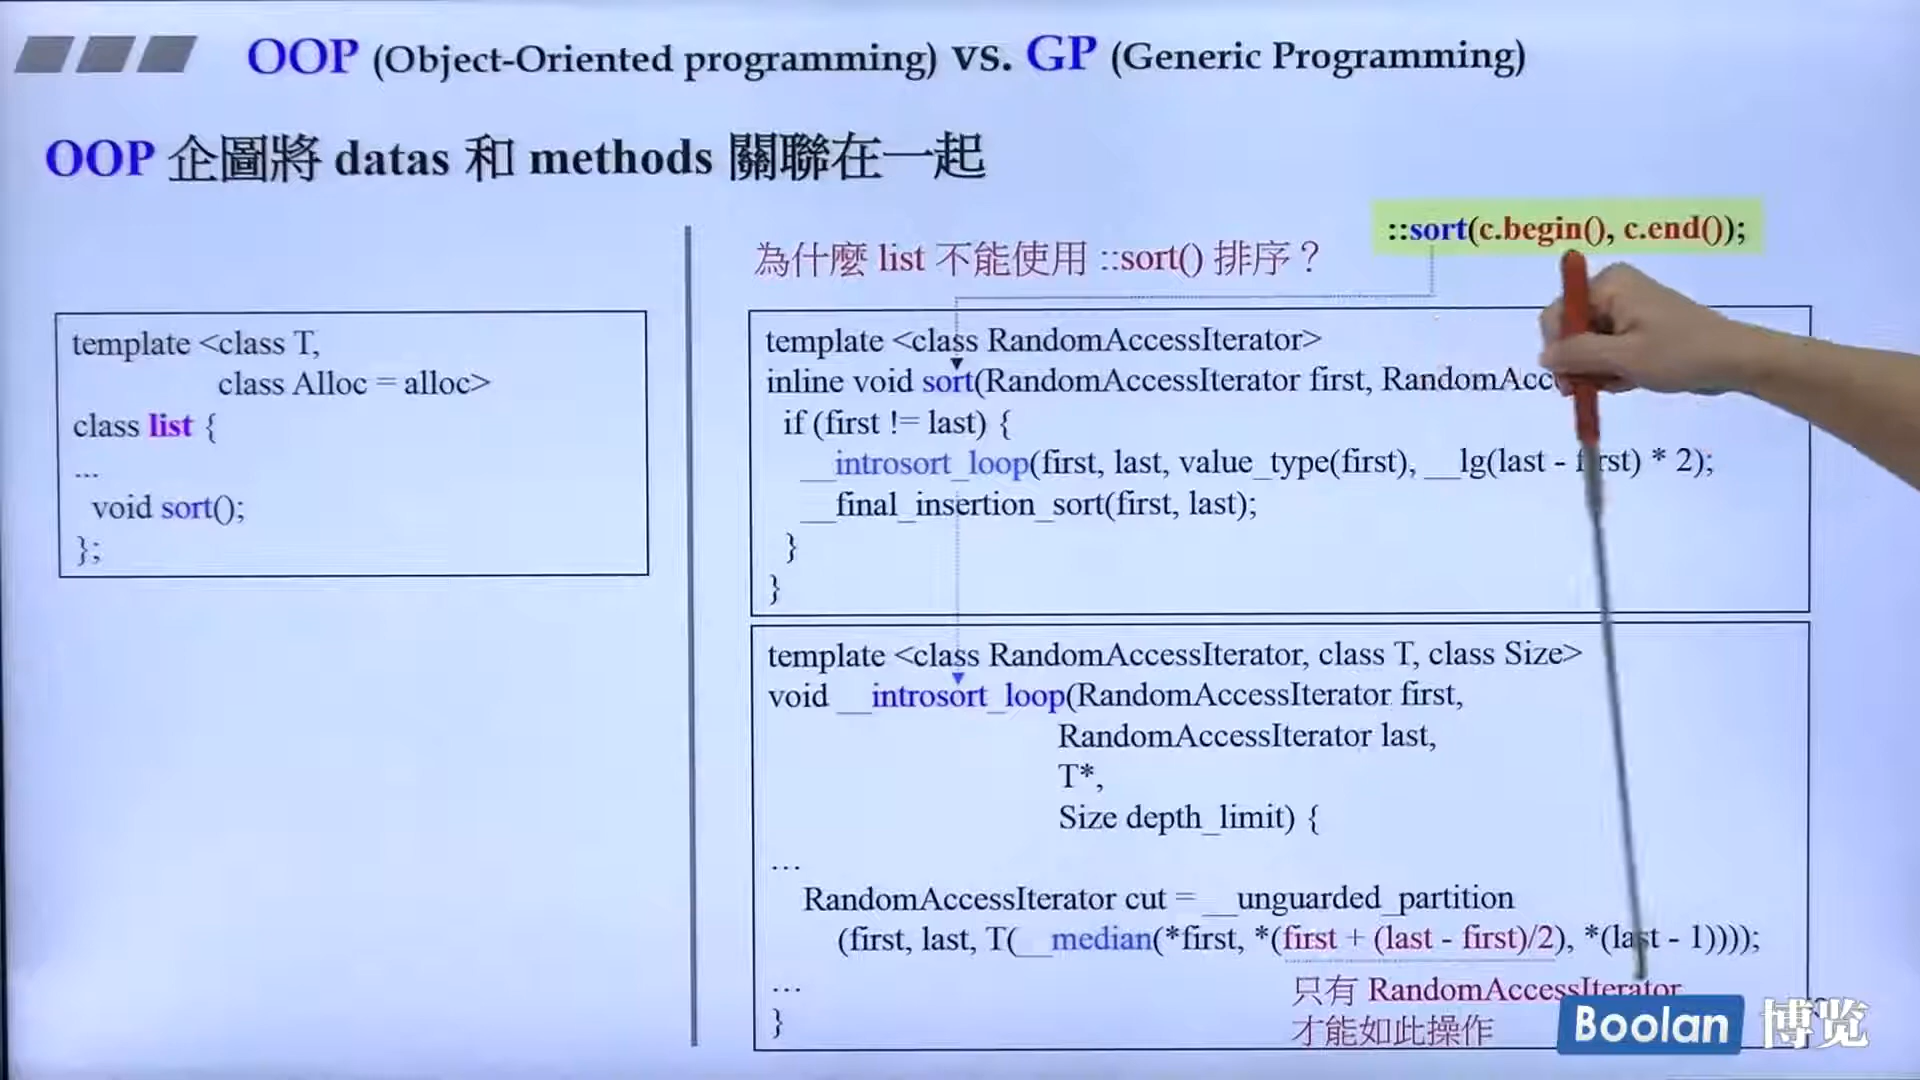 OOP (Object-Oriented programming) vs. GP (Generic Programming)
OOP 企圖將 datas 和 methods 關聯在一起
template <class T,
class Alloc = alloc>
class list {
...
void sort();
};
為什麼 list 不能使用 ::sort() 排序？
::sort(c.begin(), c.end());
template <class RandomAccessIterator>
inline void sort(RandomAccessIterator first,
if (first != last) {
__introsort_loop(first, last, value_type(first), __lg(last - first) * 2);
__final_insertion_sort(first, last);
}
}
template <class RandomAccessIterator, class T, class Size>
void __introsort_loop(RandomAccessIterator first,
RandomAccessIterator last,
T*,
Size depth_limit) {
...
RandomAccessIterator cut = __unguarded_partition
(first, last, T(__median(*first, *(first + (last - first)/2), *(last - 1))));
...
}
只有 RandomAccessIterator
才能如此操作
Boolan 博览